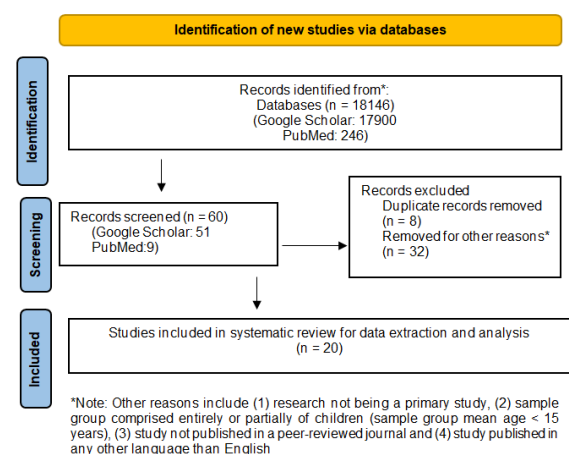 Identification of new studies via databases
Identification
Records identified from*:
Databases (n = 18146)
(Google Scholar: 17900
PubMed: 246)
Screening
Records screened (n = 60)
(Google Scholar: 51
PubMed:9)
Records excluded
Duplicate records removed
(n = 8)
Removed for other reasons*
(n = 32)
Included
Studies included in systematic review for data extraction and analysis
(n = 20)
*Note: Other reasons include (1) research not being a primary study, (2) sample
group comprised entirely or partially of children (sample group mean age < 15
years), (3) study not published in a peer-reviewed journal and (4) study published in
any other language than English